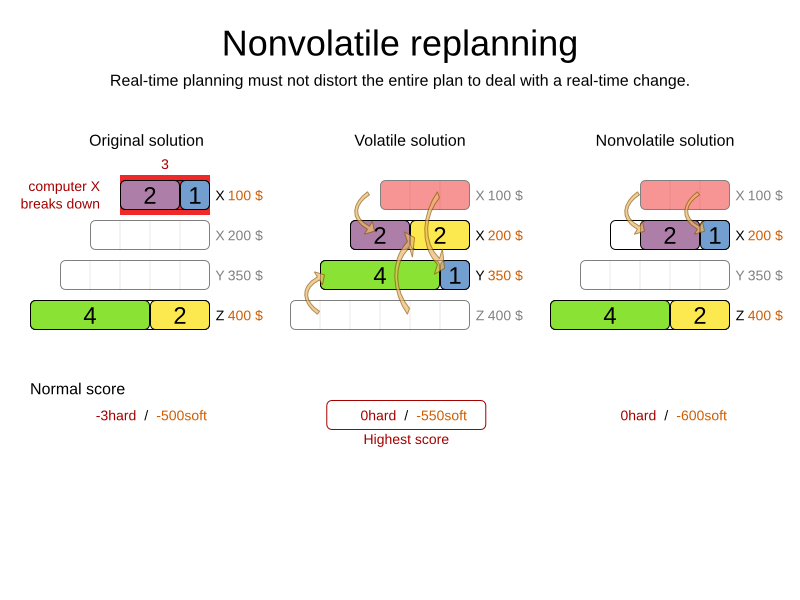 Nonvolatile replanning
Real-time planning must not distort the entire plan to deal with a real-time change.
Original solution
3
computer X
breaks down
2 1 X 100 $
X 200 $
Y 350 $
4 2 Z 400 $
Volatile solution
X 100 $
2 2 X 200 $
4 1 Y 350 $
Z 400 $
Nonvolatile solution
X 100 $
2 1 X 200 $
Y 350 $
4 2 Z 400 $
Normal score
-3hard / -500soft
0hard / -550soft
Highest score
0hard / -600soft